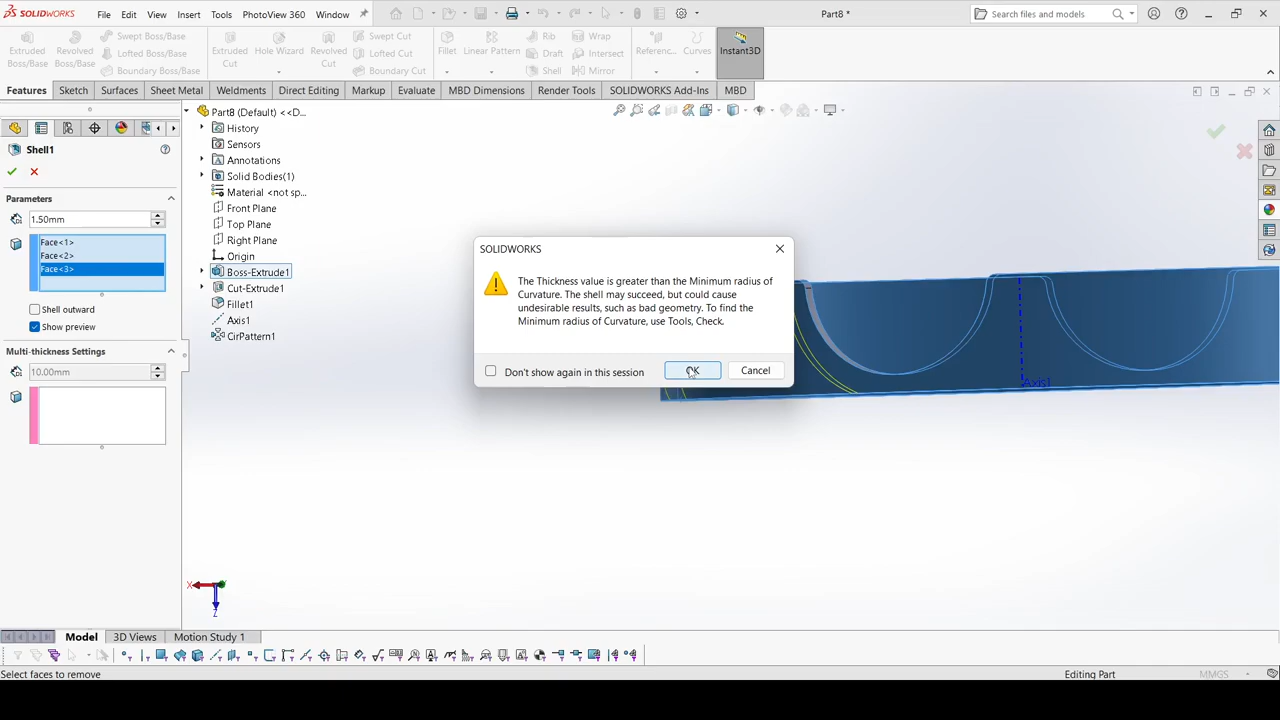 SOLIDWORKS File Edit View Insert Tools PhotoView 360 Window Part8 * Search files and models
Extruded Boss/Base Revolved Boss/Base Swept Boss/Base Lofted Boss/Base Boundary Boss/Base Extruded Cut Hole Wizard Revolved Cut Swept Cut Lofted Cut Boundary Cut Fillet Linear Pattern Rib Draft Shell Wrap Intersect Mirror Referenc... Curves Instant3D
Features Sketch Surfaces Sheet Metal Weldments Direct Editing Markup Evaluate MBD Dimensions Render Tools SOLIDWORKS Add-Ins MBD
Part8 (Default) <<D...
History
Sensors
Annotations
Solid Bodies(1)
Material <not sp...
Front Plane
Top Plane
Right Plane
Origin
Boss-Extrude1
Cut-Extrude1
Fillet1
Axis1
CirPattern1
Shell1
Parameters
1.50mm
Face<1>
Face<2>
Face<3>
Shell outward
Show preview
Multi-thickness Settings
10.00mm
SOLIDWORKS
The Thickness value is greater than the Minimum radius of
Curvature. The shell may succeed, but could cause
undesirable results, such as bad geometry. To find the
Minimum radius of Curvature, use Tools, Check.
Don't show again in this session OK Cancel
Axis1
X
Z
Model 3D Views Motion Study 1
Select faces to remove Editing Part MMGS